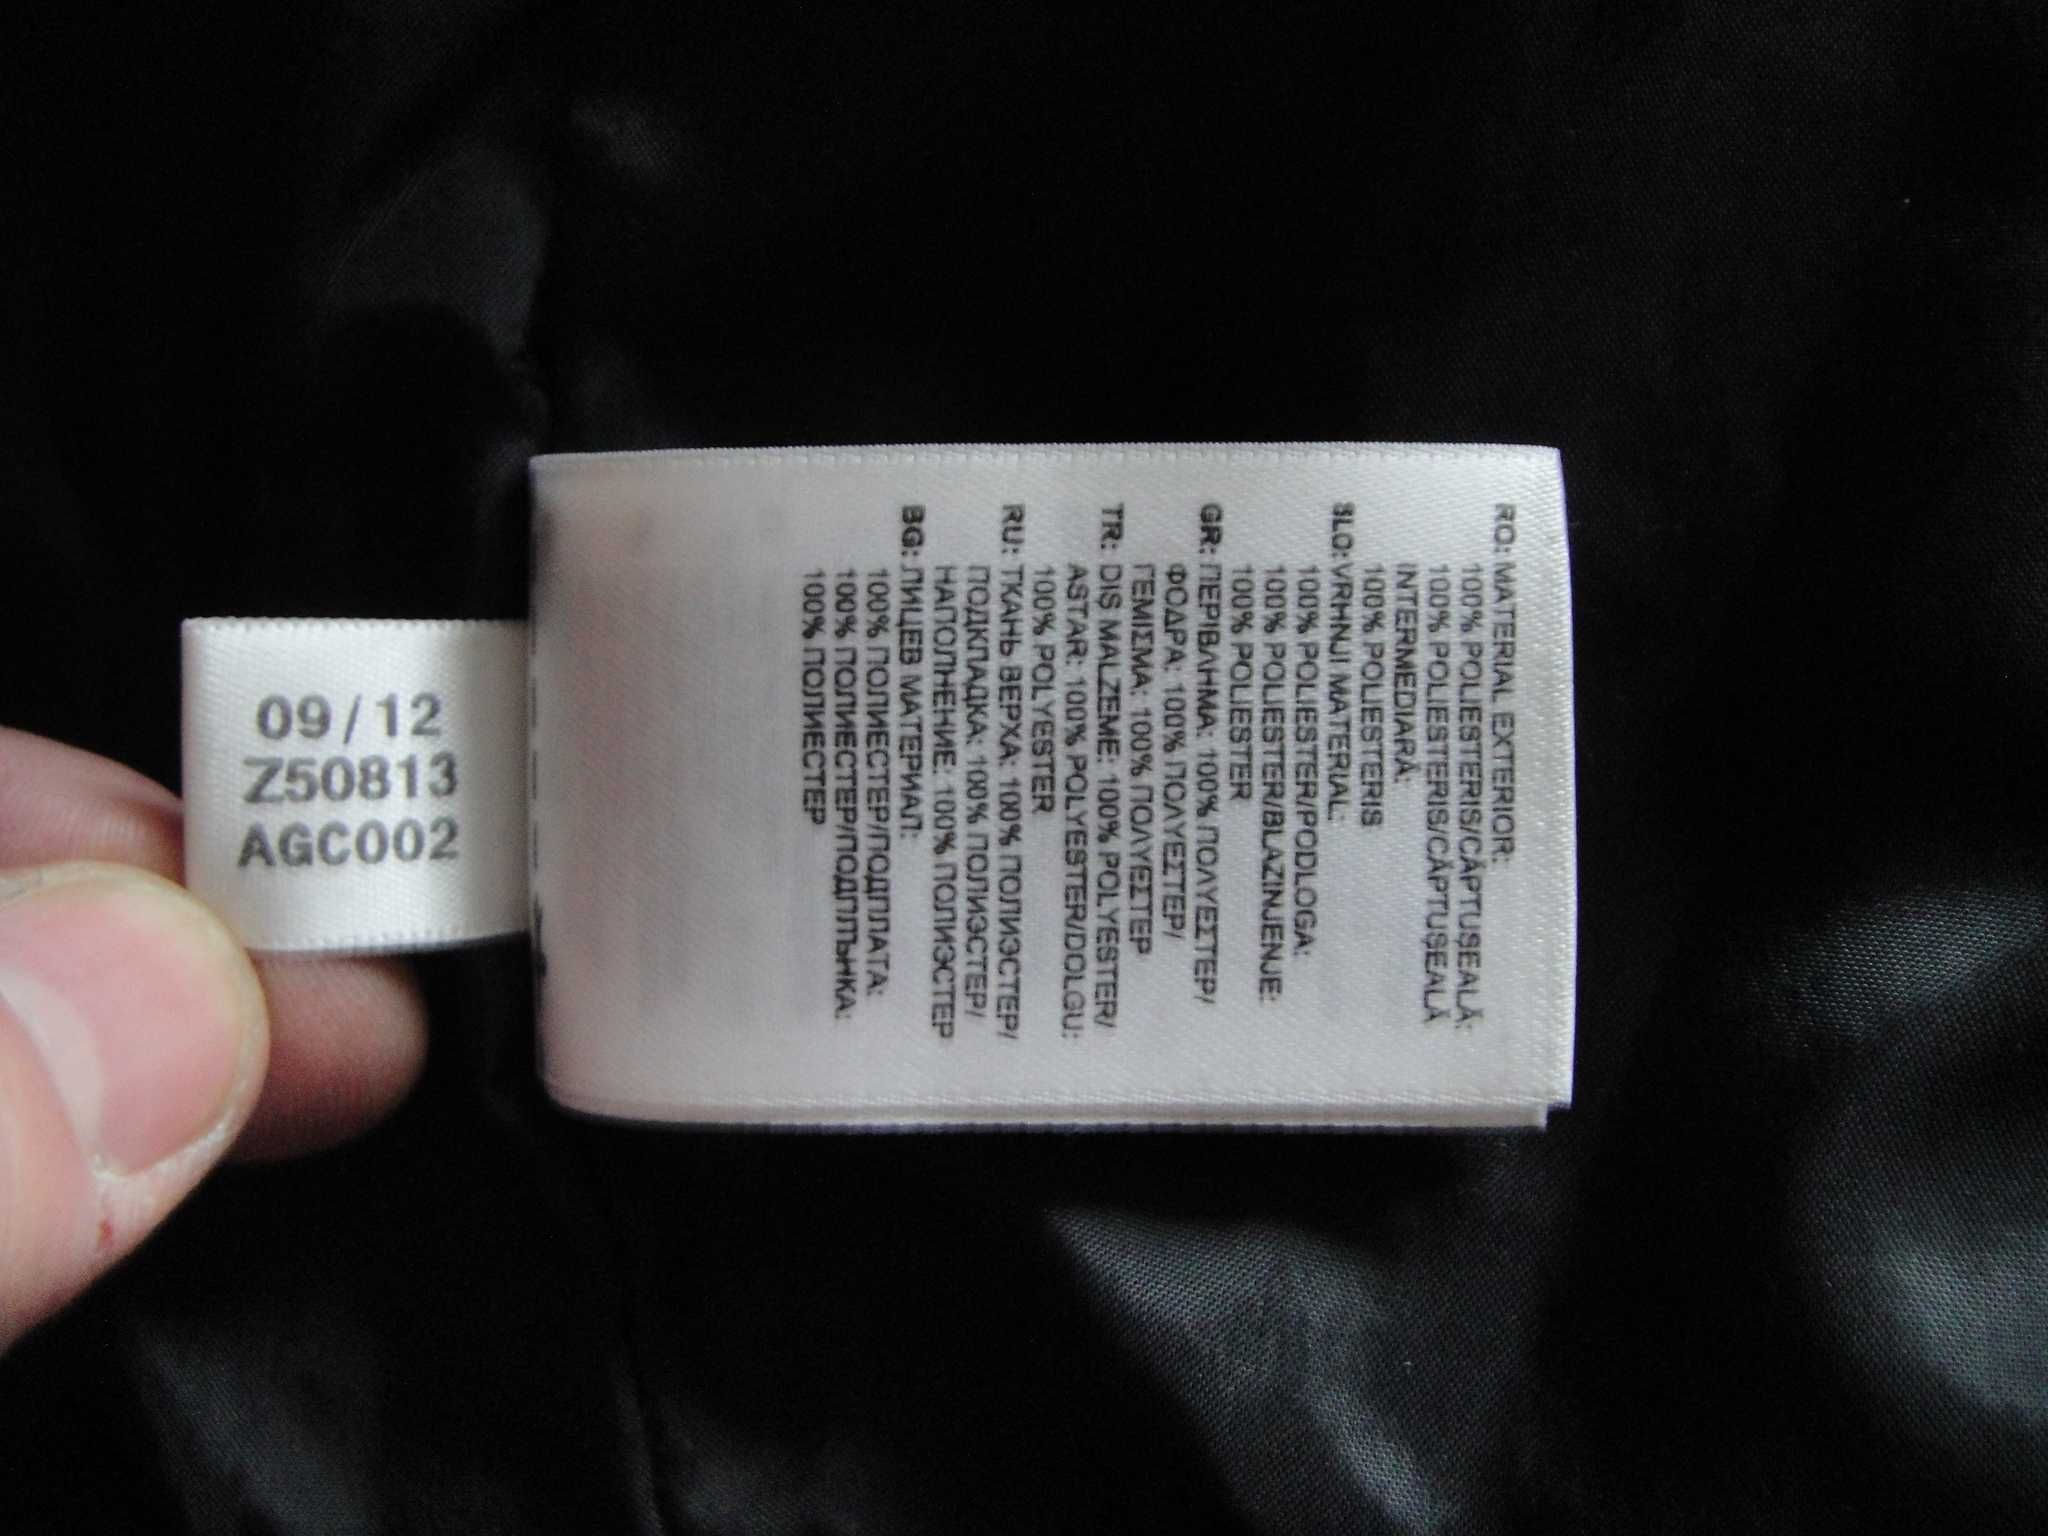 09/12
Z50813
AGC002
RO: MATERIAL EXTERIOR:
100% POLIESTERIS/CĂPTUŞEALĂ:
100% POLIESTERIS/CĂPTUŞEALĂ
INTERMEDIARĂ:
100% POLIESTERIS
SLO: VRHNJI MATERIAL:
100% POLIESTER/PODLOGA:
100% POLIESTER/BLAZINJENJE:
100% POLIESTER
GR: ΠΕΡΙΒΛΗΜΑ: 100% ΠΟΛΥΕΣΤΕΡ/
ΦΟΔΡΑ: 100% ΠΟΛΥΕΣΤΕΡ/
ΓΕΜΙΣΜΑ: 100% ΠΟΛΥΕΣΤΕΡ
TR: DIS MALZEME: 100% POLYESTER/
ASTAR: 100% POLYESTER/DOLGU:
100% POLYESTER
RU: ТКАНЬ ВЕРХА: 100% ПОЛИЭСТЕР/
ПОДКЛАДКА: 100% ПОЛИЭСТЕР/
НАПОЛНЕНИЕ: 100% ПОЛИЭСТЕР
BG: ЛИЦЕВ МАТЕРИАЛ:
100% ПОЛИЕСТЕР/ПОДПЛАТА:
100% ПОЛИЕСТЕР/ПОДПЛЪНКА:
100% ПОЛИЕСТЕР